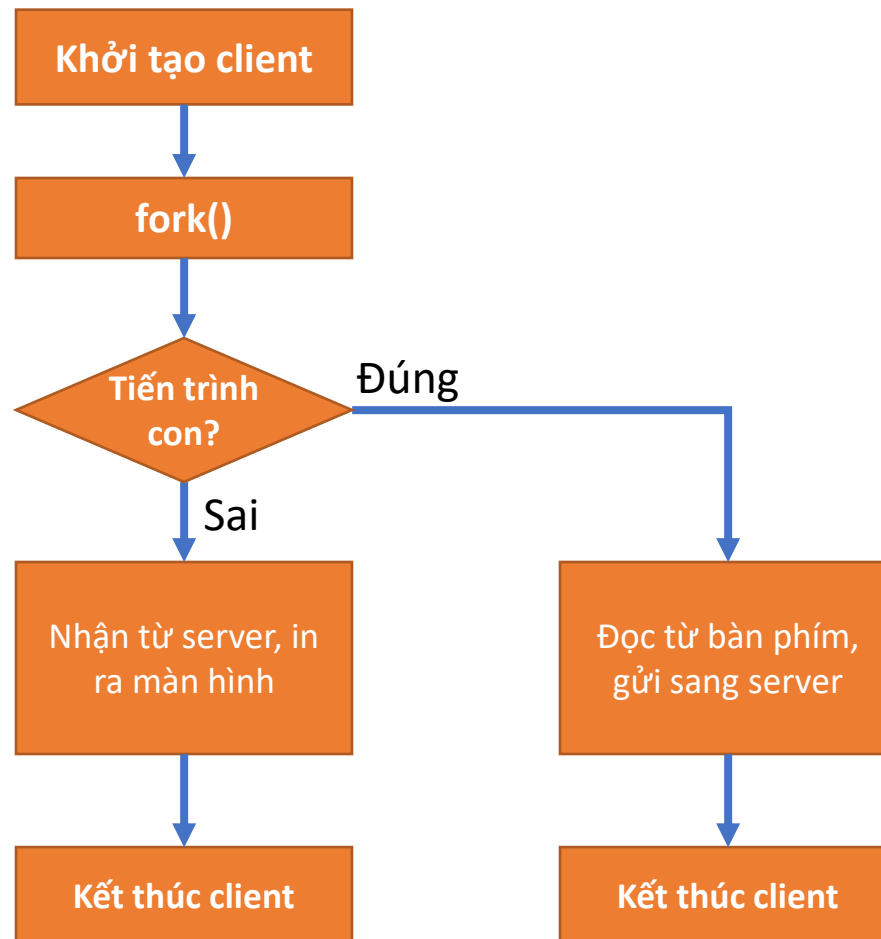 Khởi tạo client
fork()
Tiến trình
con?
Đúng
Sai
Nhận từ server, in
ra màn hình
Đọc từ bàn phím,
gửi sang server
Kết thúc client
Kết thúc client